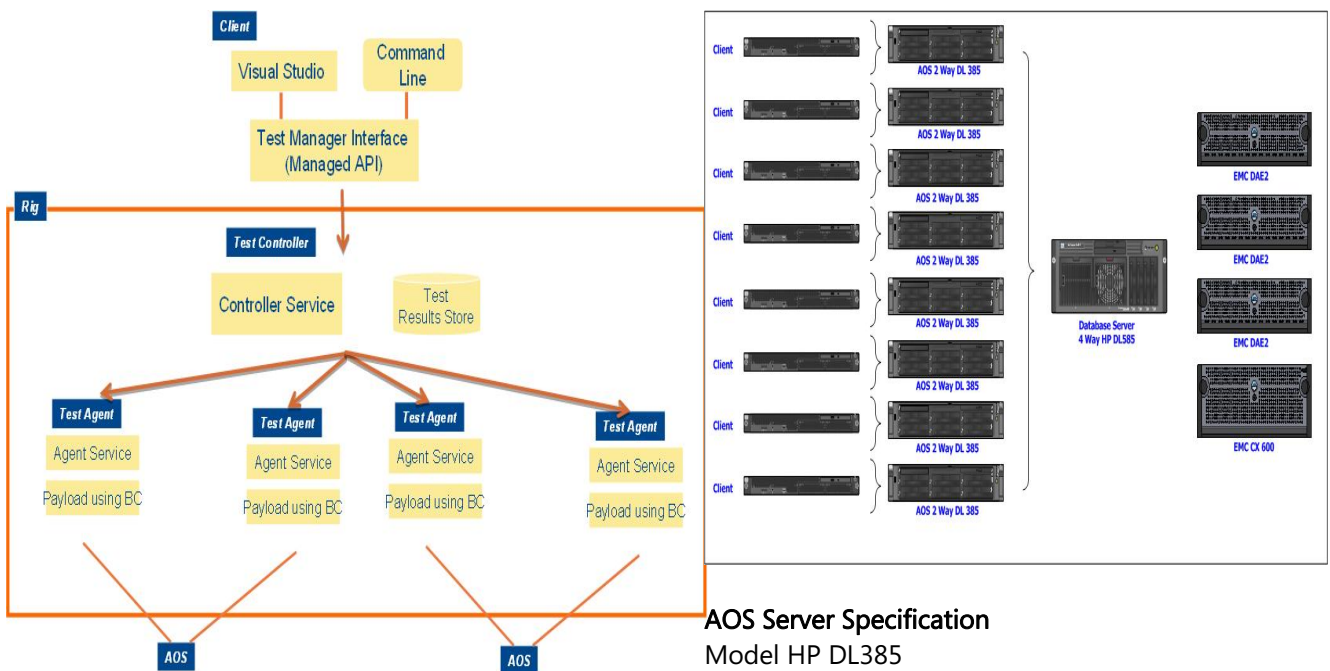 Client
Visual Studio
Command
Line
Test Manager Interface
(Managed API)
Rig
Test Controller
Controller Service
Test
Results Store
Test Agent
Agent Service
Payload using BC
Test Agent
Agent Service
Payload using BC
Test Agent
Agent Service
Payload using BC
Test Agent
Agent Service
Payload using BC
AOS
AOS
Client
AOS 2 Way DL 385
Client
AOS 2 Way DL 385
Client
AOS 2 Way DL 385
Client
AOS 2 Way DL 385
Client
AOS 2 Way DL 385
Client
AOS 2 Way DL 385
Client
AOS 2 Way DL 385
Client
AOS 2 Way DL 385
Database Server
4 Way HP DL585
EMC DAE2
EMC DAE2
EMC DAE2
EMC CX 600
AOS Server Specification
Model HP DL385